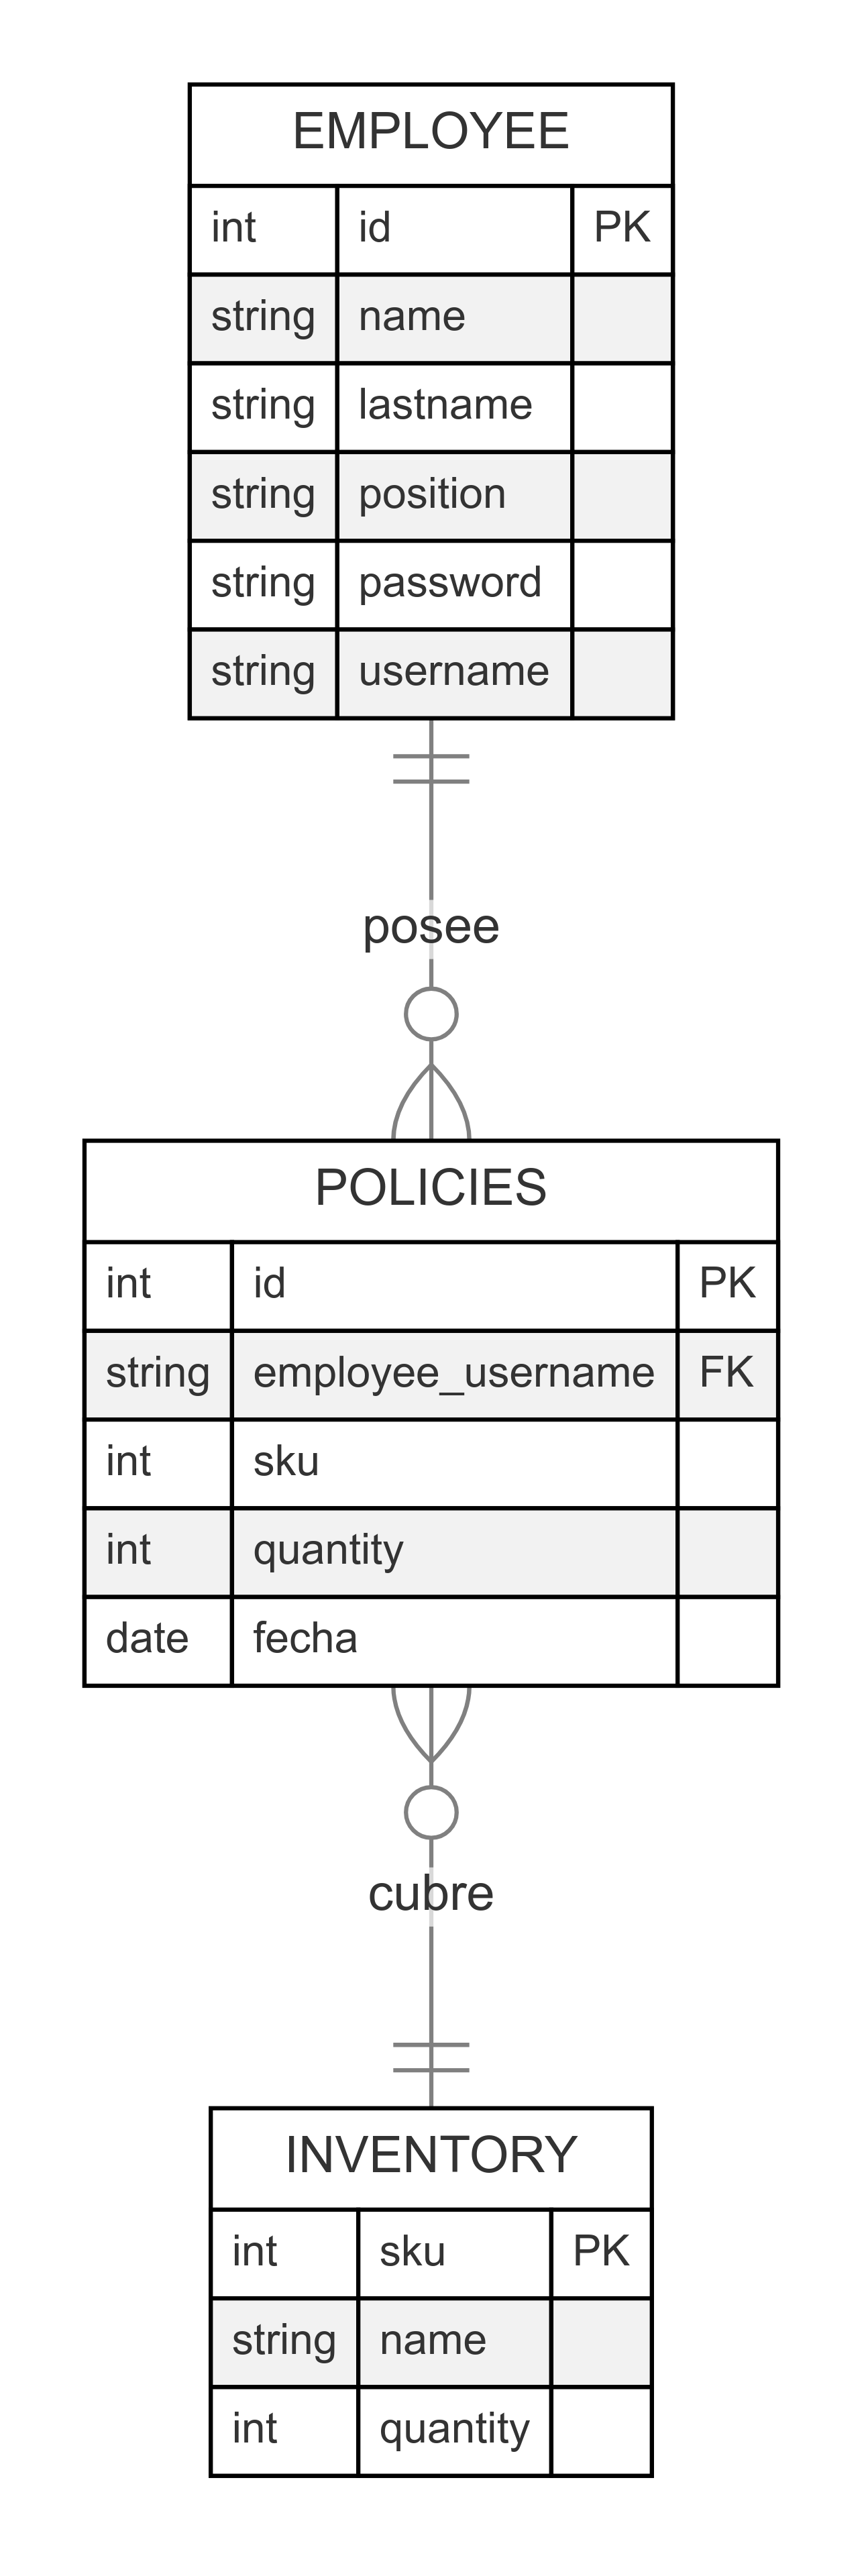 EMPLOYEE
int id PK
string name
string lastname
string position
string password
string username
posee
POLICIES
int id PK
string employee_username FK
int sku
int quantity
date fecha
cubre
INVENTORY
int sku PK
string name
int quantity